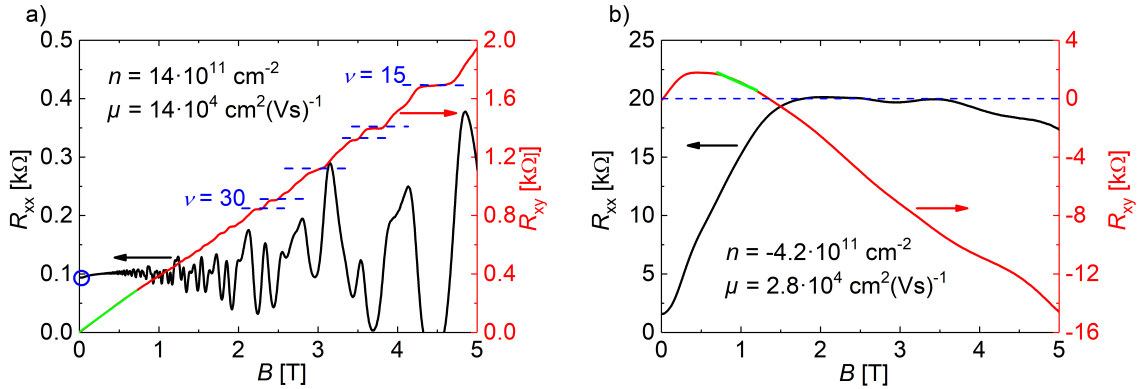 a)
b)
0.5
0.4
0.3
0.2
0.1
0.0
R_xx [kΩ]
n = 14·10^11 cm^-2
μ = 14·10^4 cm^2(Vs)^-1
ν = 15
ν = 30
2.0
1.6
1.2
0.8
0.4
0.0
R_xy [kΩ]
0 1 2 3 4 5
B [T]
25
20
15
10
5
0
R_xx [kΩ]
n = -4.2·10^11 cm^-2
μ = 2.8·10^4 cm^2(Vs)^-1
4
0
-4
-8
-12
-16
R_xy [kΩ]
0 1 2 3 4 5
B [T]